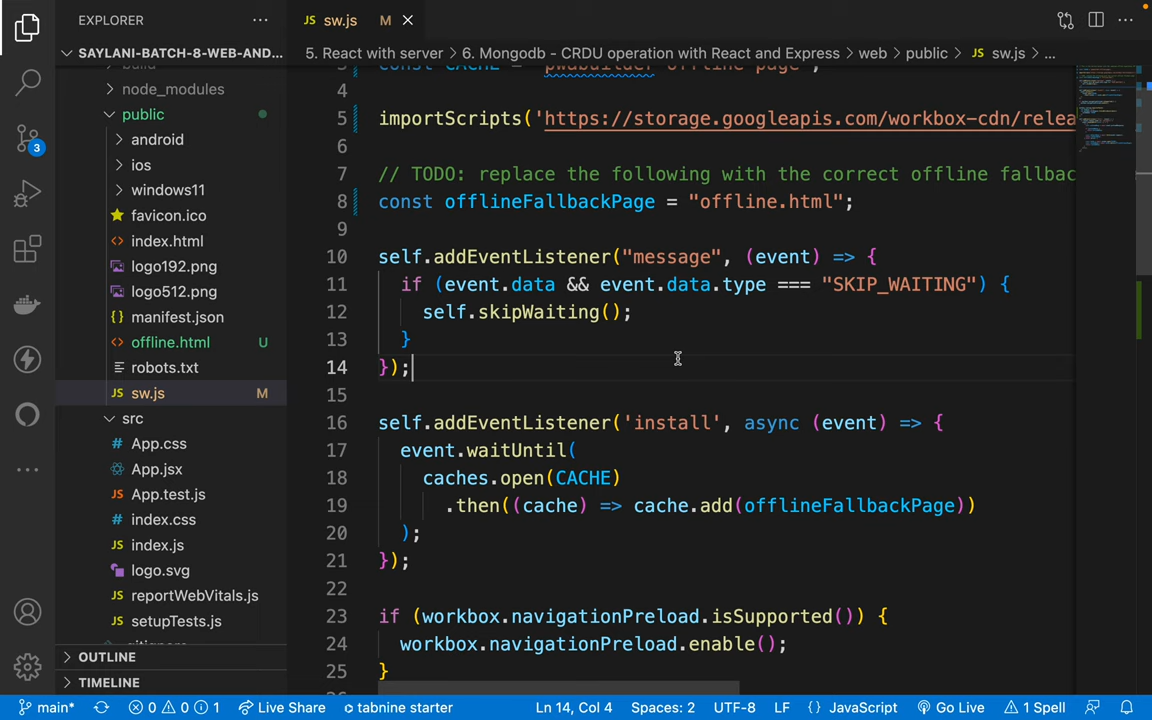 EXPLORER
sw.js M
SAYLANI-BATCH-8-WEB-AND...
5. React with server > 6. Mongodb - CRDU operation with React and Express > web > public > JS sw.js > ...
build
node_modules
public
android
ios
windows11
favicon.ico
index.html
logo192.png
logo512.png
manifest.json
offline.html U
robots.txt
JS sw.js M
src
App.css
App.jsx
App.test.js
index.css
index.js
logo.svg
reportWebVitals.js
setupTests.js
OUTLINE
TIMELINE
3
const CACHE = "pwabuilder-offline-page";
4
5 importScripts('https://storage.googleapis.com/workbox-cdn/relea
6
7 // TODO: replace the following with the correct offline fallbac
8 const offlineFallbackPage = "offline.html";
9
10 self.addEventListener("message", (event) => {
11 if (event.data && event.data.type === "SKIP_WAITING") {
12 self.skipWaiting();
13 }
14 });
15
16 self.addEventListener('install', async (event) => {
17 event.waitUntil(
18 caches.open(CACHE)
19 .then((cache) => cache.add(offlineFallbackPage))
20 );
21 });
22
23 if (workbox.navigationPreload.isSupported()) {
24 workbox.navigationPreload.enable();
25 }
main* 0 0 1 Live Share tabnine starter Ln 14, Col 4 Spaces: 2 UTF-8 LF {} JavaScript Go Live 1 Spell